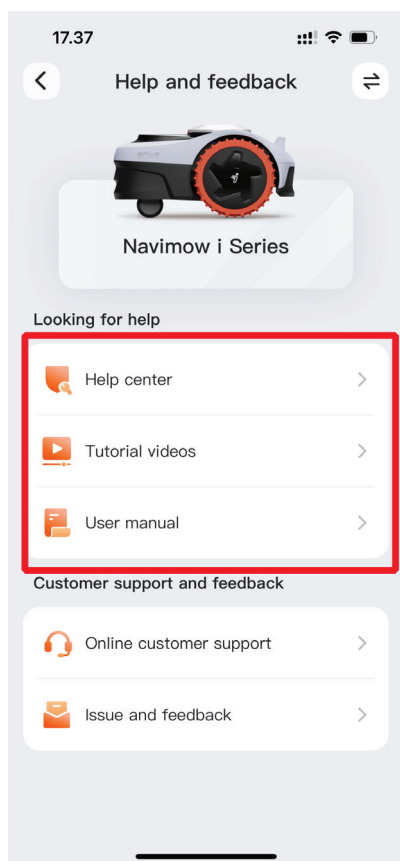 17.37
Help and feedback
Navimow i Series
Looking for help
Help center
Tutorial videos
User manual
Customer support and feedback
Online customer support
Issue and feedback